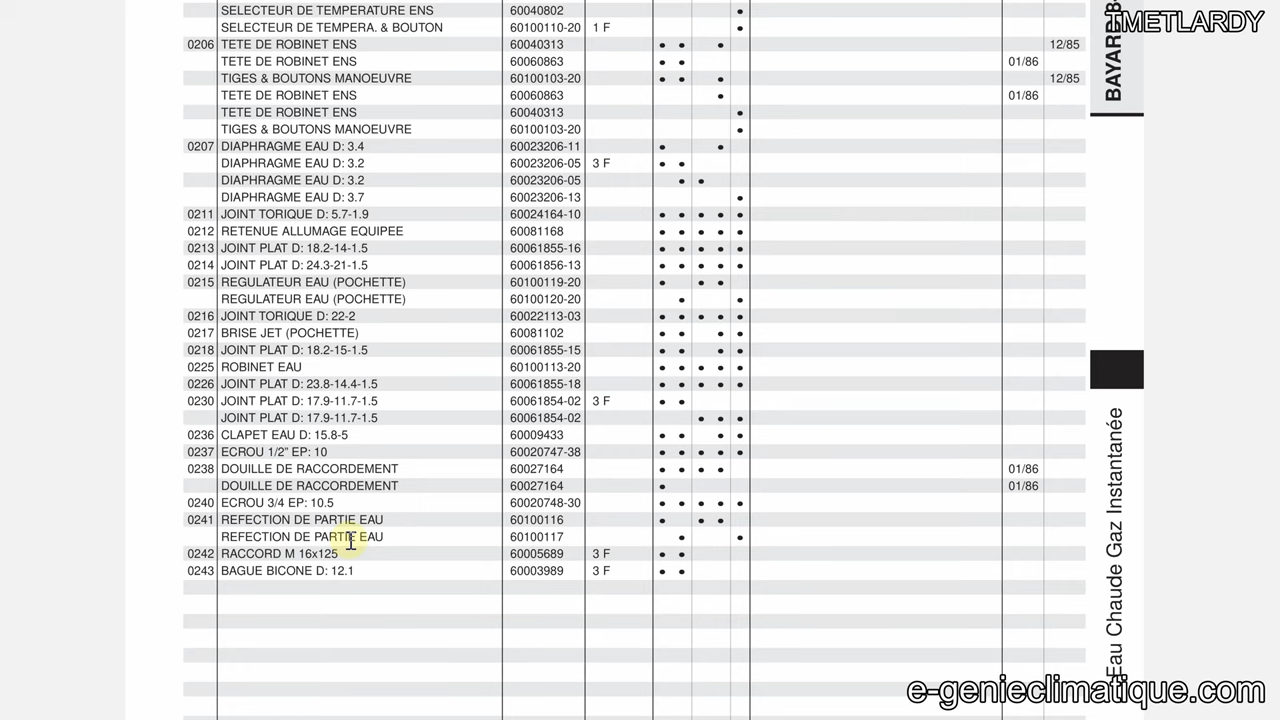 SELECTEUR DE TEMPERATURE ENS 60040802 •
SELECTEUR DE TEMPERA. & BOUTON 60100110-20 1 F •
0206 TETE DE ROBINET ENS 60040313 • • • 12/85
TETE DE ROBINET ENS 60060863 • • 01/86
TIGES & BOUTONS MANOEUVRE 60100103-20 • • • 12/85
TETE DE ROBINET ENS 60060863 • 01/86
TETE DE ROBINET ENS 60040313 •
TIGES & BOUTONS MANOEUVRE 60100103-20 •
0207 DIAPHRAGME EAU D: 3.4 60023206-11 • •
DIAPHRAGME EAU D: 3.2 60023206-05 3 F • •
DIAPHRAGME EAU D: 3.2 60023206-05 • •
DIAPHRAGME EAU D: 3.7 60023206-13 •
0211 JOINT TORIQUE D: 5.7-1.9 60024164-10 • • • • •
0212 RETENUE ALLUMAGE EQUIPEE 60081168 • • • • •
0213 JOINT PLAT D: 18.2-14-1.5 60061855-16 • • • • •
0214 JOINT PLAT D: 24.3-21-1.5 60061856-13 • • • • •
0215 REGULATEUR EAU (POCHETTE) 60100119-20 • • •
REGULATEUR EAU (POCHETTE) 60100120-20 • •
0216 JOINT TORIQUE D: 22-2 60022113-03 • • • • •
0217 BRISE JET (POCHETTE) 60081102 • • • •
0218 JOINT PLAT D: 18.2-15-1.5 60061855-15 • • • •
0225 ROBINET EAU 60100113-20 • • • • •
0226 JOINT PLAT D: 23.8-14.4-1.5 60061855-18 • • • • •
0230 JOINT PLAT D: 17.9-11.7-1.5 60061854-02 3 F • •
JOINT PLAT D: 17.9-11.7-1.5 60061854-02 • • •
0236 CLAPET EAU D: 15.8-5 60009433 • • • •
0237 ECROU 1/2" EP: 10 60020747-38 • • • • •
0238 DOUILLE DE RACCORDEMENT 60027164 • • • • 01/86
DOUILLE DE RACCORDEMENT 60027164 • 01/86
0240 ECROU 3/4 EP: 10.5 60020748-30 • • • • •
0241 REFECTION DE PARTIE EAU 60100116 • • •
REFECTION DE PARTIE EAU 60100117 • •
0242 RACCORD M 16x125 60005689 3 F • •
0243 BAGUE BICONE D: 12.1 60003989 3 F • •
TMETLARDY
Eau Chaude Gaz Instantanée
e-genieclimatique.com